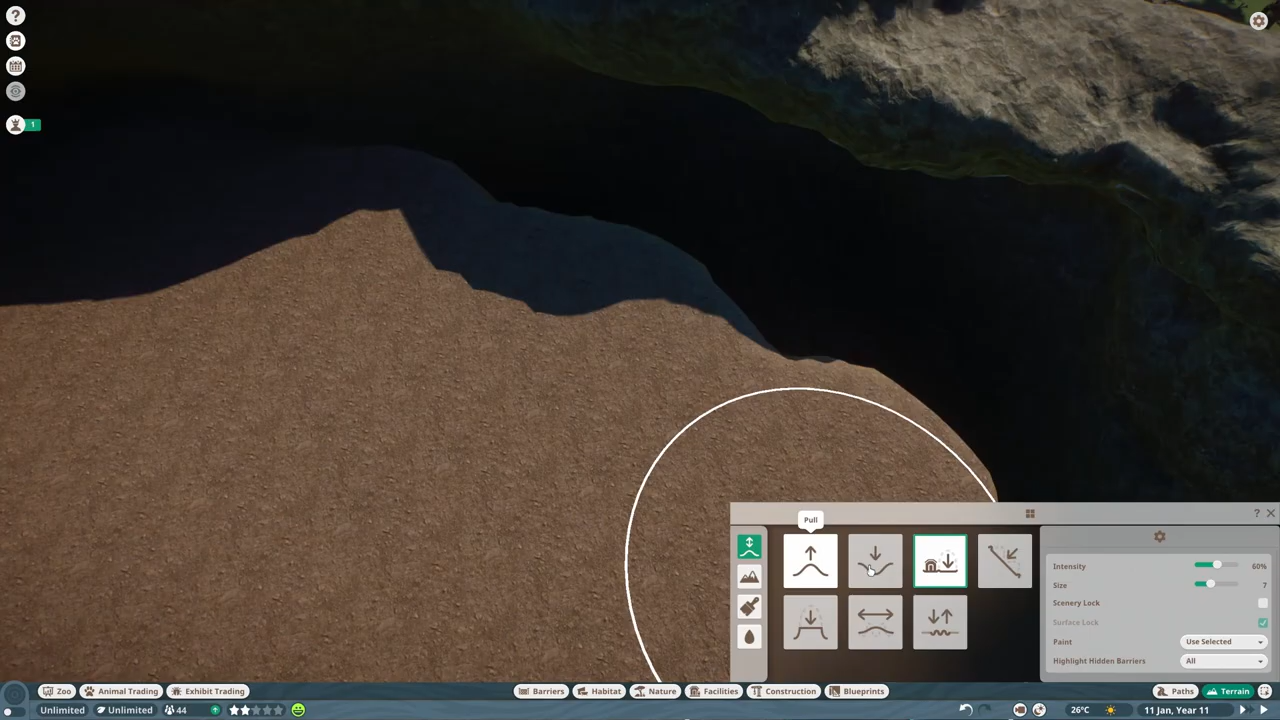 ?
1
Pull
?
Intensity 60%
Size 7
Scenery Lock
Surface Lock
Paint Use Selected
Highlight Hidden Barriers All
Zoo Animal Trading Exhibit Trading Barriers Habitat Nature Facilities Construction Blueprints Paths Terrain
Unlimited Unlimited 44 26°C 11 Jan, Year 11